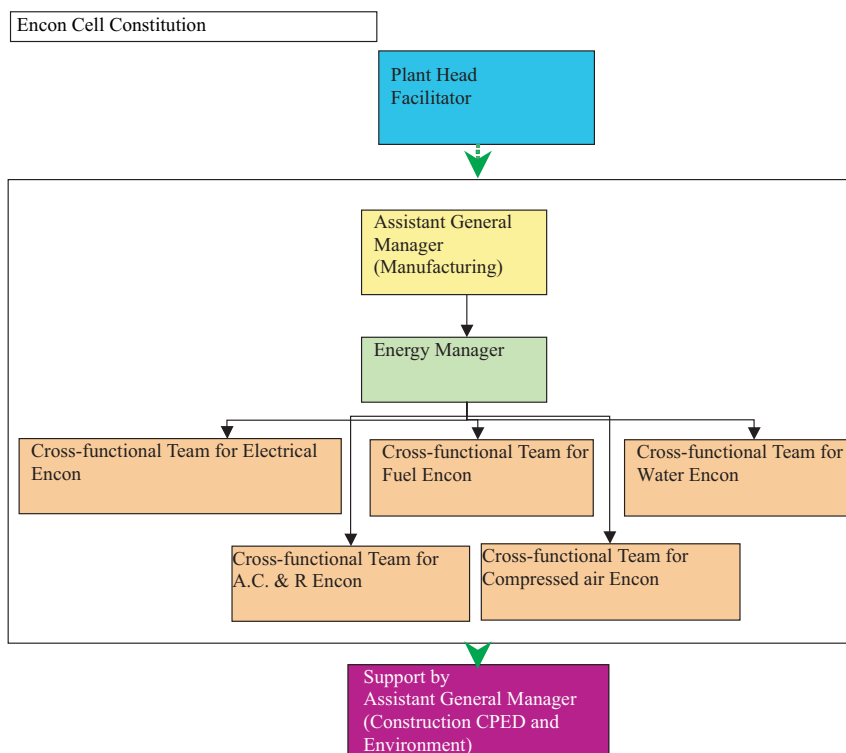 Encon Cell Constitution
Plant Head
Facilitator
Assistant General
Manager
(Manufacturing)
Energy Manager
Cross-functional Team for Electrical
Encon
Cross-functional Team for
Fuel Encon
Cross-functional Team for
Water Encon
Cross-functional Team for
A.C. & R Encon
Cross-functional Team for
Compressed air Encon
Support by
Assistant General Manager
(Construction CPED and
Environment)